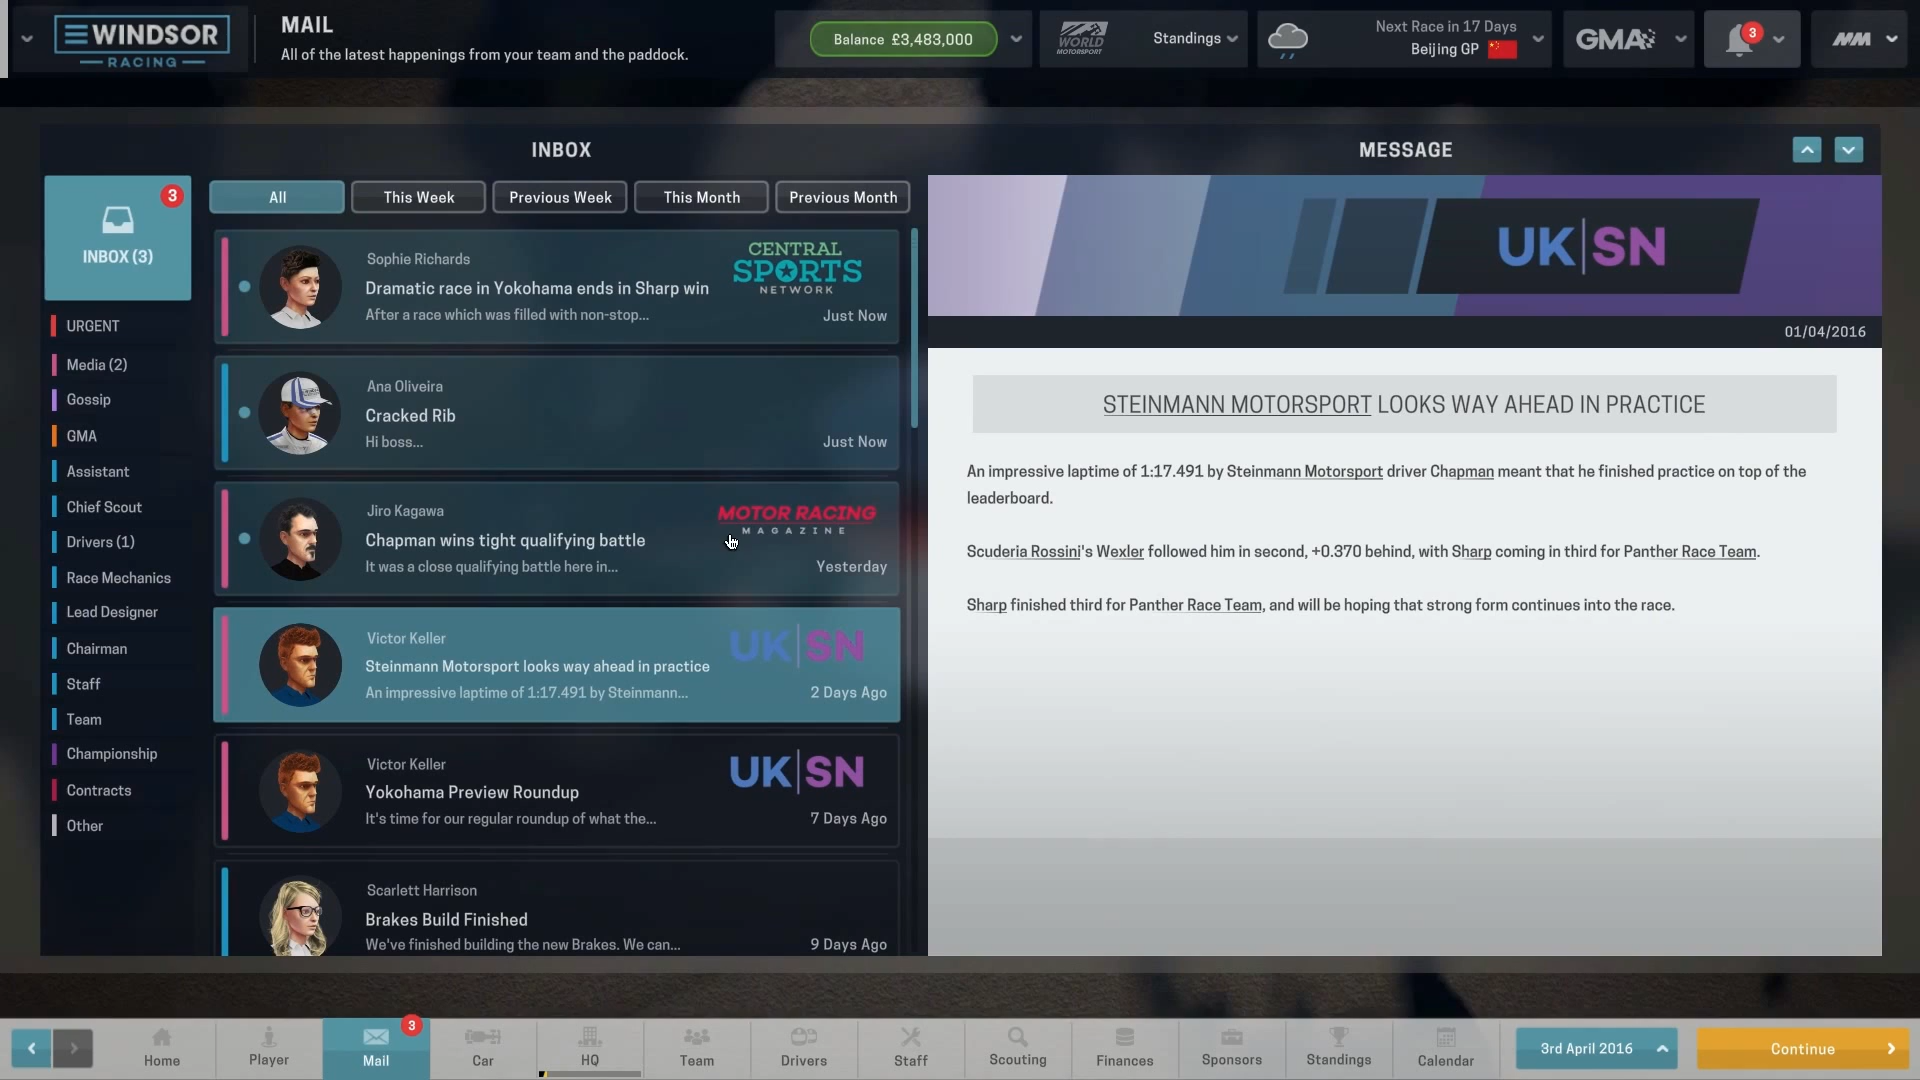 WINDSOR
RACING
MAIL
All of the latest happenings from your team and the paddock.
Balance £3,483,000
WORLD
MOTORSPORT
Standings
Next Race in 17 Days
Beijing GP
GMA
3
INBOX
MESSAGE
3
INBOX (3)
URGENT
Media (2)
Gossip
GMA
Assistant
Chief Scout
Drivers (1)
Race Mechanics
Lead Designer
Chairman
Staff
Team
Championship
Contracts
Other
All
This Week
Previous Week
This Month
Previous Month
Sophie Richards
Dramatic race in Yokohama ends in Sharp win
After a race which was filled with non-stop...
CENTRAL
SPORTS
NETWORK
Just Now
Ana Oliveira
Cracked Rib
Hi boss...
Just Now
Jiro Kagawa
Chapman wins tight qualifying battle
It was a close qualifying battle here in...
MOTOR RACING
MAGAZINE
Yesterday
Victor Keller
Steinmann Motorsport looks way ahead in practice
An impressive laptime of 1:17.491 by Steinmann...
UK|SN
2 Days Ago
Victor Keller
Yokohama Preview Roundup
It's time for our regular roundup of what the...
UK|SN
7 Days Ago
Scarlett Harrison
Brakes Build Finished
We've finished building the new Brakes. We can...
9 Days Ago
UK|SN
01/04/2016
STEINMANN MOTORSPORT LOOKS WAY AHEAD IN PRACTICE
An impressive laptime of 1:17.491 by Steinmann Motorsport driver Chapman meant that he finished practice on top of the
leaderboard.
Scuderia Rossini's Wexler followed him in second, +0.370 behind, with Sharp coming in third for Panther Race Team.
Sharp finished third for Panther Race Team, and will be hoping that strong form continues into the race.
Home
Player
Mail
3
Car
HQ
Team
Drivers
Staff
Scouting
Finances
Sponsors
Standings
Calendar
3rd April 2016
Continue